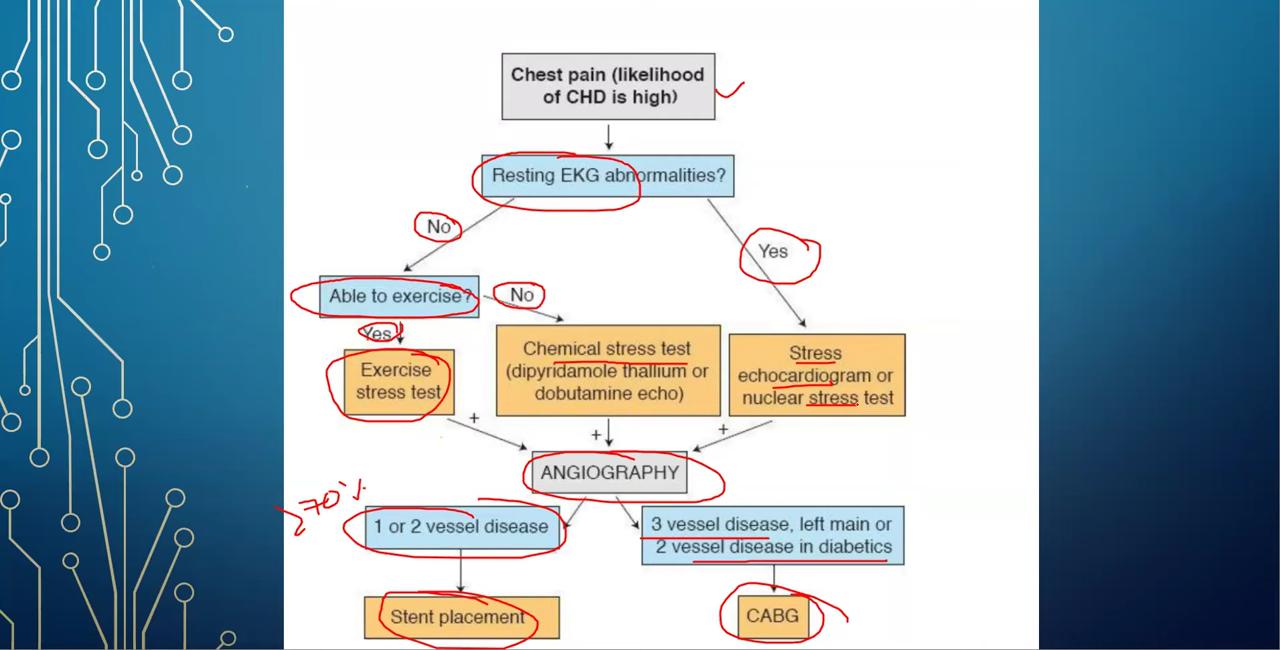 Chest pain (likelihood
of CHD is high)
Resting EKG abnormalities?
No
Yes
Able to exercise?
No
Yes
Exercise
stress test
Chemical stress test
(dipyridamole thallium or
dobutamine echo)
Stress
echocardiogram or
nuclear stress test
+
+
+
ANGIOGRAPHY
≥70%
1 or 2 vessel disease
3 vessel disease, left main or
2 vessel disease in diabetics
Stent placement
CABG